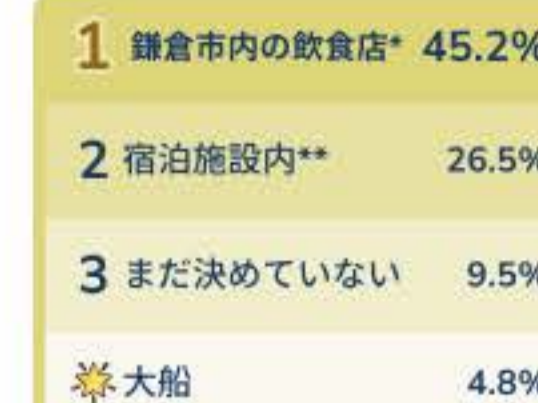 1 鎌倉市内の飲食店* 45.2%
2 宿泊施設内** 26.5%
3 まだ決めていない 9.5%
大船 4.8%